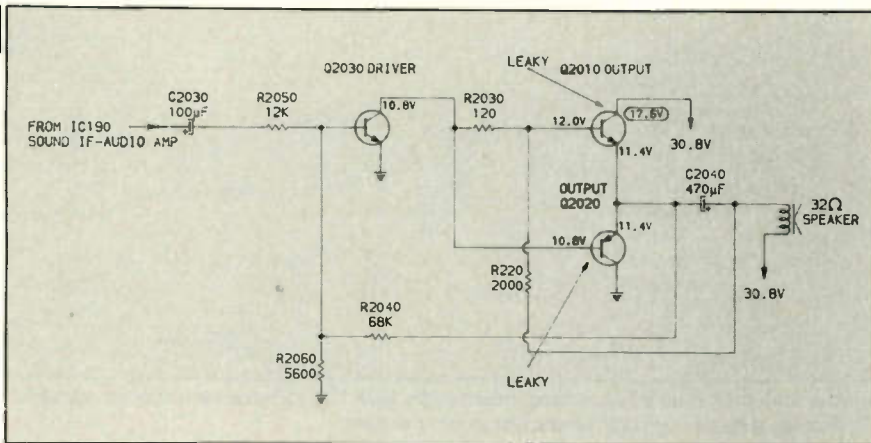 LEAKY
Q2030 DRIVER
Q2010 OUTPUT
C2030
100µF
R2050
12K
10.8V
R2030
120
12.0V
17.6V
FROM IC190
SOUND IF-AUDIO AMP
11.4V
30.8V
C2040
470µF
OUTPUT
Q2020
32Ω
SPEAKER
11.4V
10.8V
R220
2000
30.8V
R2040
68K
R2060
5600
LEAKY